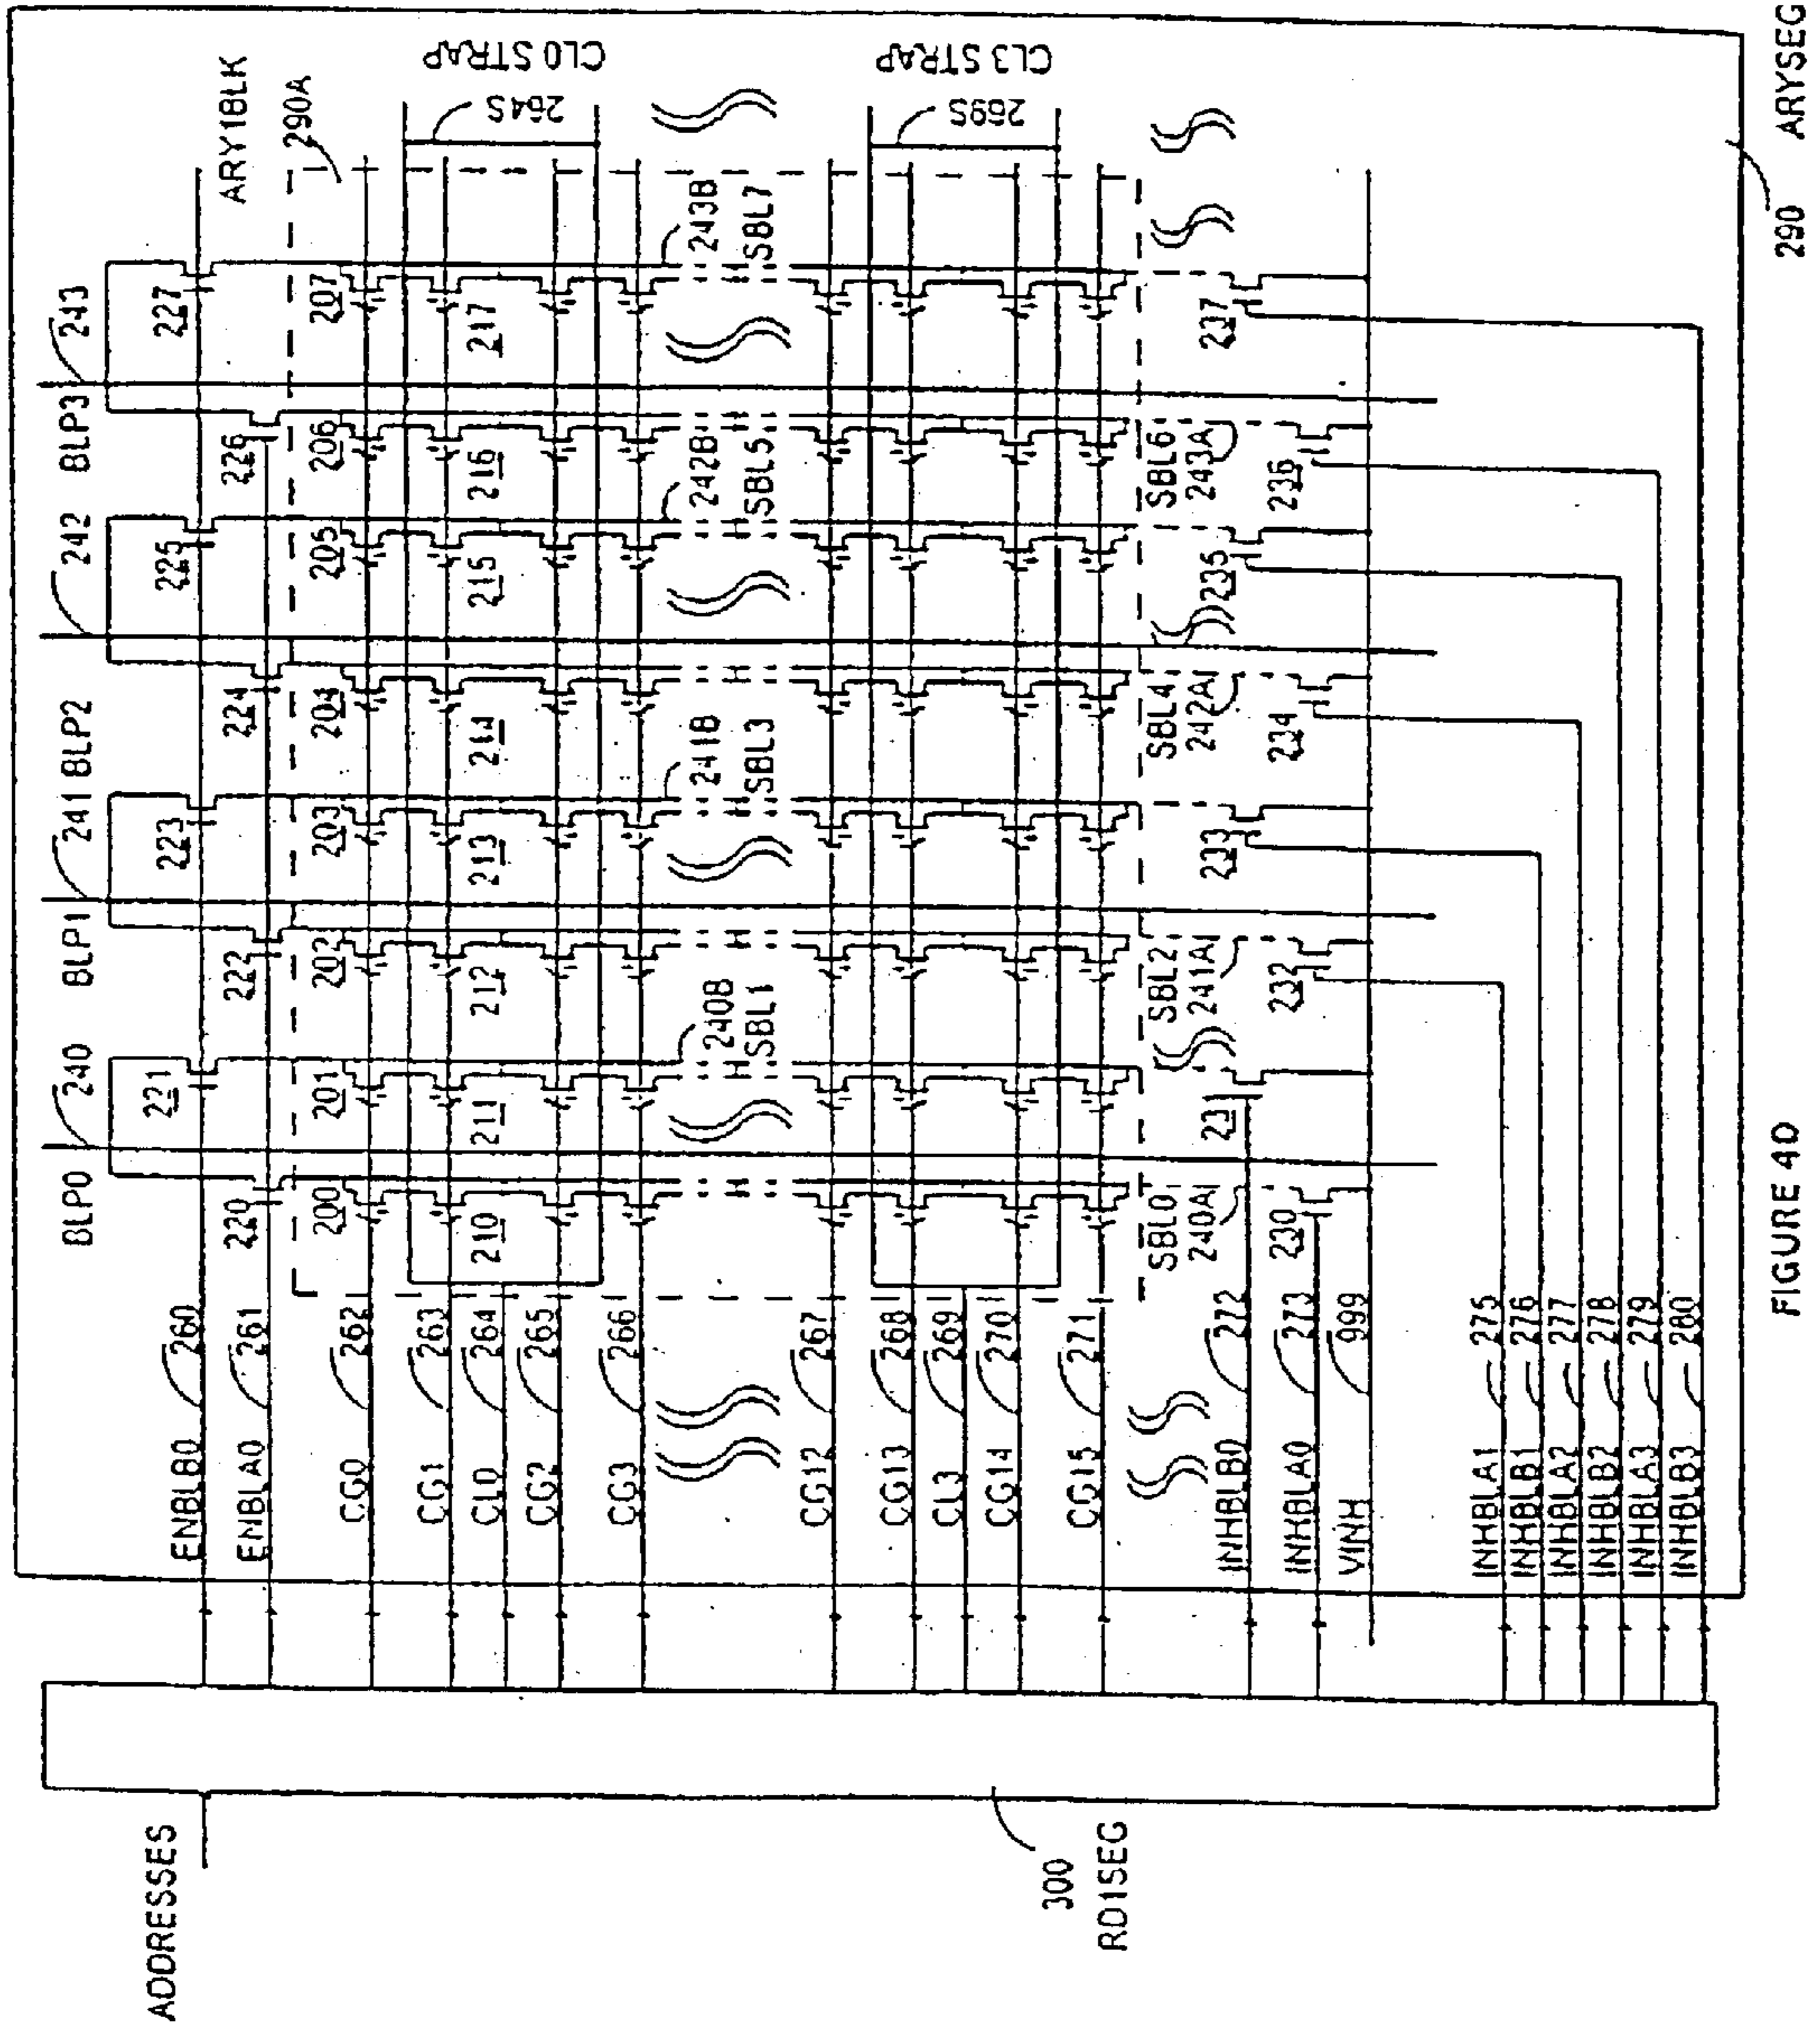 BLP0 240 BLP1 241 BLP2 242 BLP3 243
ADDRESSES
ENBLB0 260 221 223 225 227
ARY1BLK
ENBLA0 261 220 222 224 226
290A
CG0 262 200 201 202 203 204 205 206 207
CL0 STRAP
264S
CG1 263
CL0 264 210 211 212 213 214 215 216 217
CG2 265
CG3 266
240B 241B 242B 243B
SBL1 SBL3 SBL5 SBL7
CG12 267
CL3 STRAP
269S
CG13 268
CL3 269
CG14 270
CG15 271
SBL0 SBL2 SBL4 SBL6
240A 241A 242A 243A
INHBLB0 272 231 233 235 237
INHBLA0 273 230 232 234 236
VINH 999
INHBLA1 275
INHBLB1 276
INHBLA2 277
INHBLB2 278
INHBLA3 279
INHBLB3 280
300
RD1SEG
290 ARYSEG
FIGURE 4D